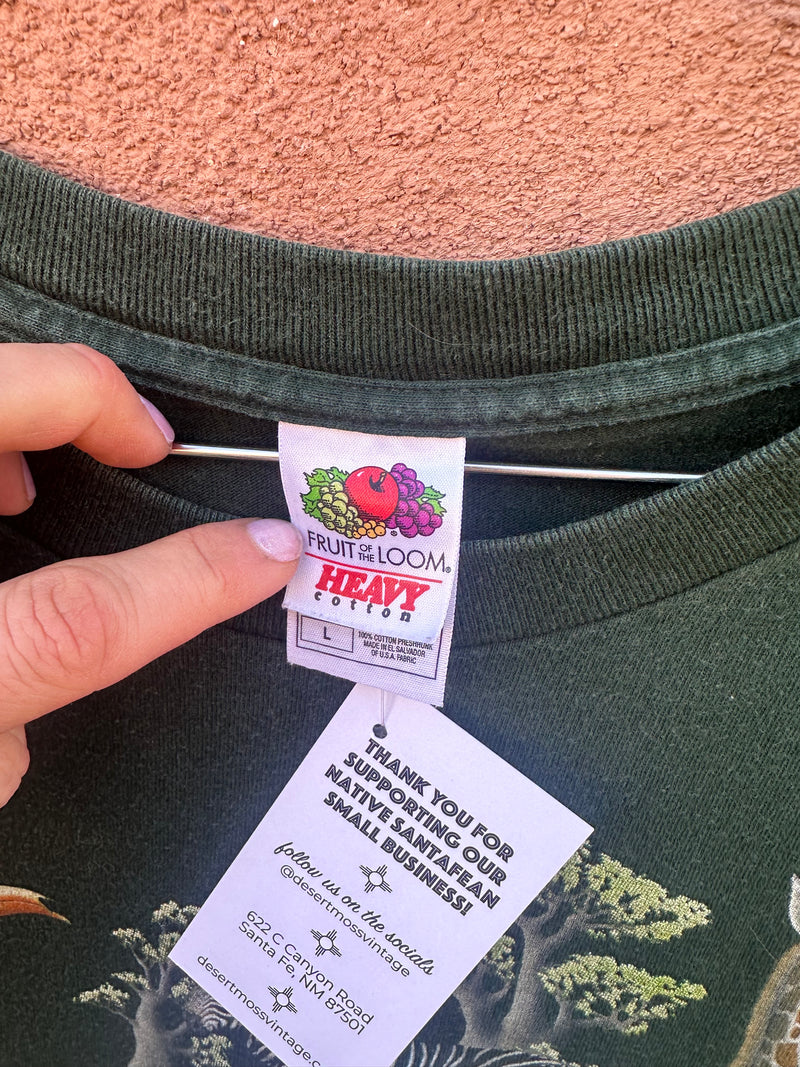 FRUIT OF THE LOOM®
HEAVY
cotton
L
100% COTTON PRESHRUNK
MADE IN EL SALVADOR
OF U.S.A. FABRIC
THANK YOU FOR
SUPPORTING OUR
NATIVE SANTAFEAN
SMALL BUSINESS!
follow us on the socials
@desertmossvintage
622 C Canyon Road
Santa Fe, NM 87501
desertmossvintage.c